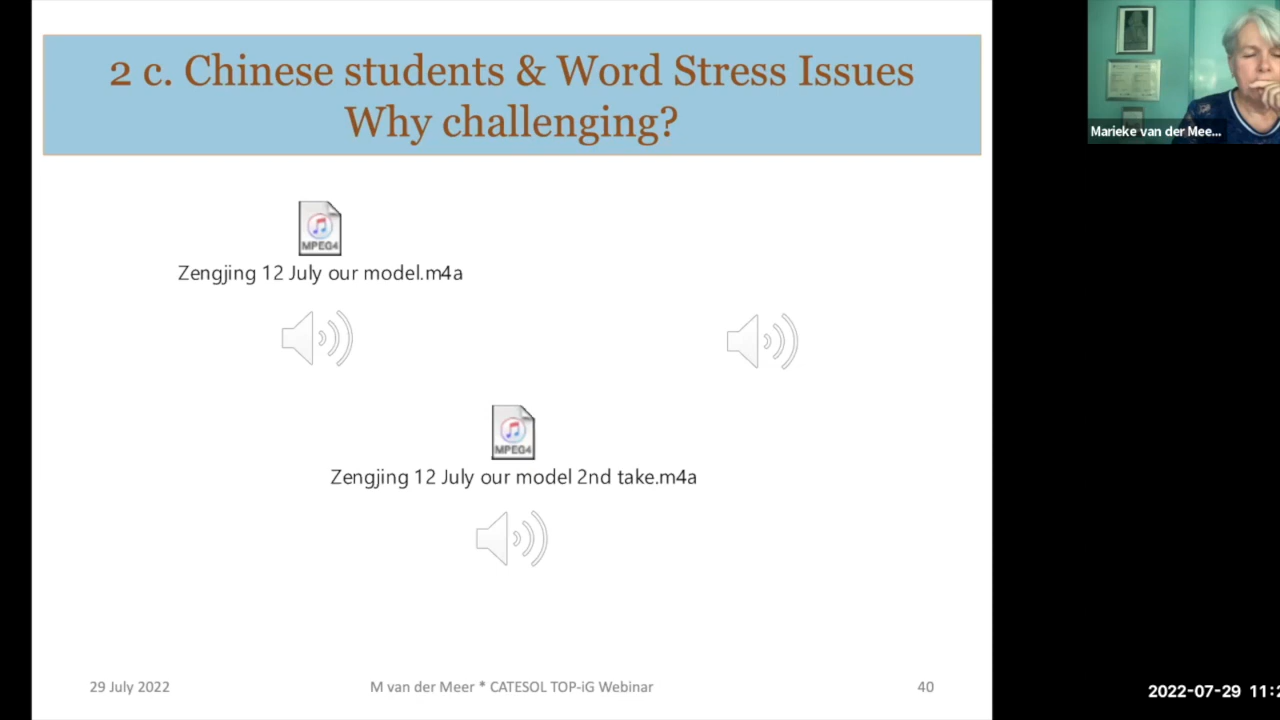 2 c. Chinese students & Word Stress Issues
Why challenging?
Marieke van der Mee...
MPEG4
Zengjing 12 July our model.m4a
MPEG4
Zengjing 12 July our model 2nd take.m4a
29 July 2022
M van der Meer * CATESOL TOP-iG Webinar
40
2022-07-29 11:2